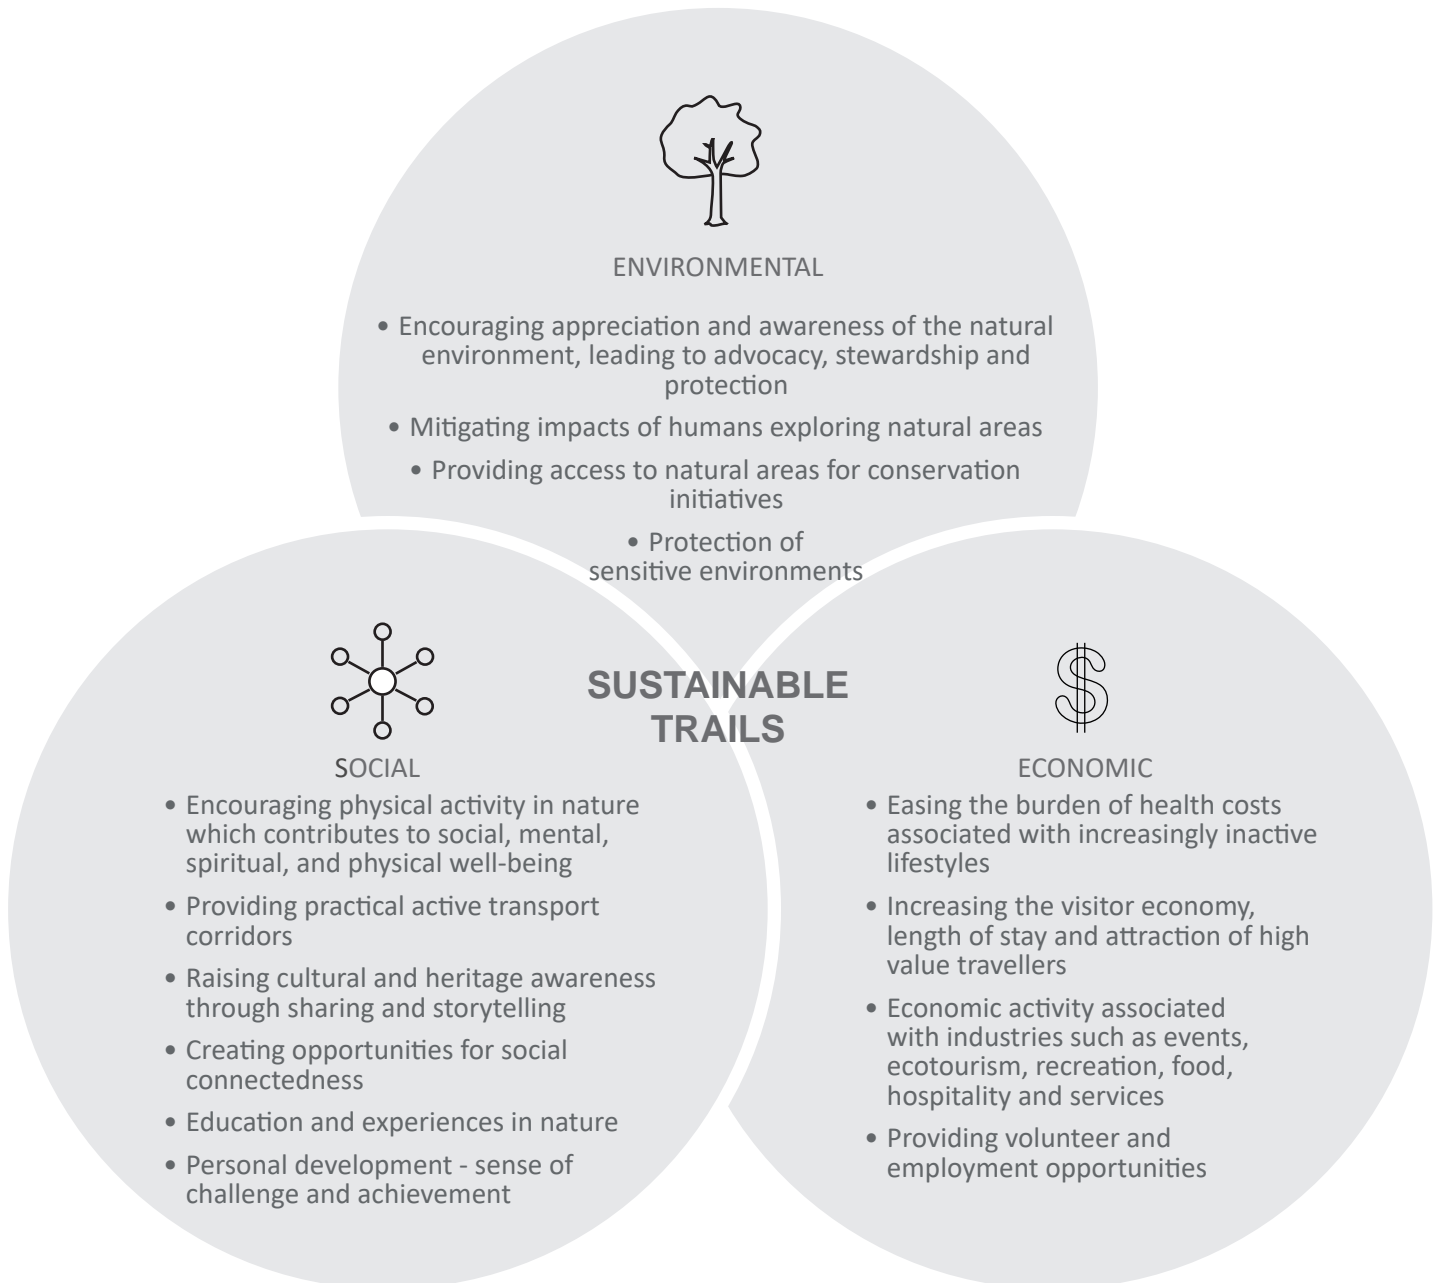 ENVIRONMENTAL
• Encouraging appreciation and awareness of the natural
environment, leading to advocacy, stewardship and
protection
• Mitigating impacts of humans exploring natural areas
• Providing access to natural areas for conservation
initiatives
• Protection of
sensitive environments
SUSTAINABLE
TRAILS
SOCIAL
• Encouraging physical activity in nature
which contributes to social, mental,
spiritual, and physical well-being
• Providing practical active transport
corridors
• Raising cultural and heritage awareness
through sharing and storytelling
• Creating opportunities for social
connectedness
• Education and experiences in nature
• Personal development - sense of
challenge and achievement
ECONOMIC
• Easing the burden of health costs
associated with increasingly inactive
lifestyles
• Increasing the visitor economy,
length of stay and attraction of high
value travellers
• Economic activity associated
with industries such as events,
ecotourism, recreation, food,
hospitality and services
• Providing volunteer and
employment opportunities